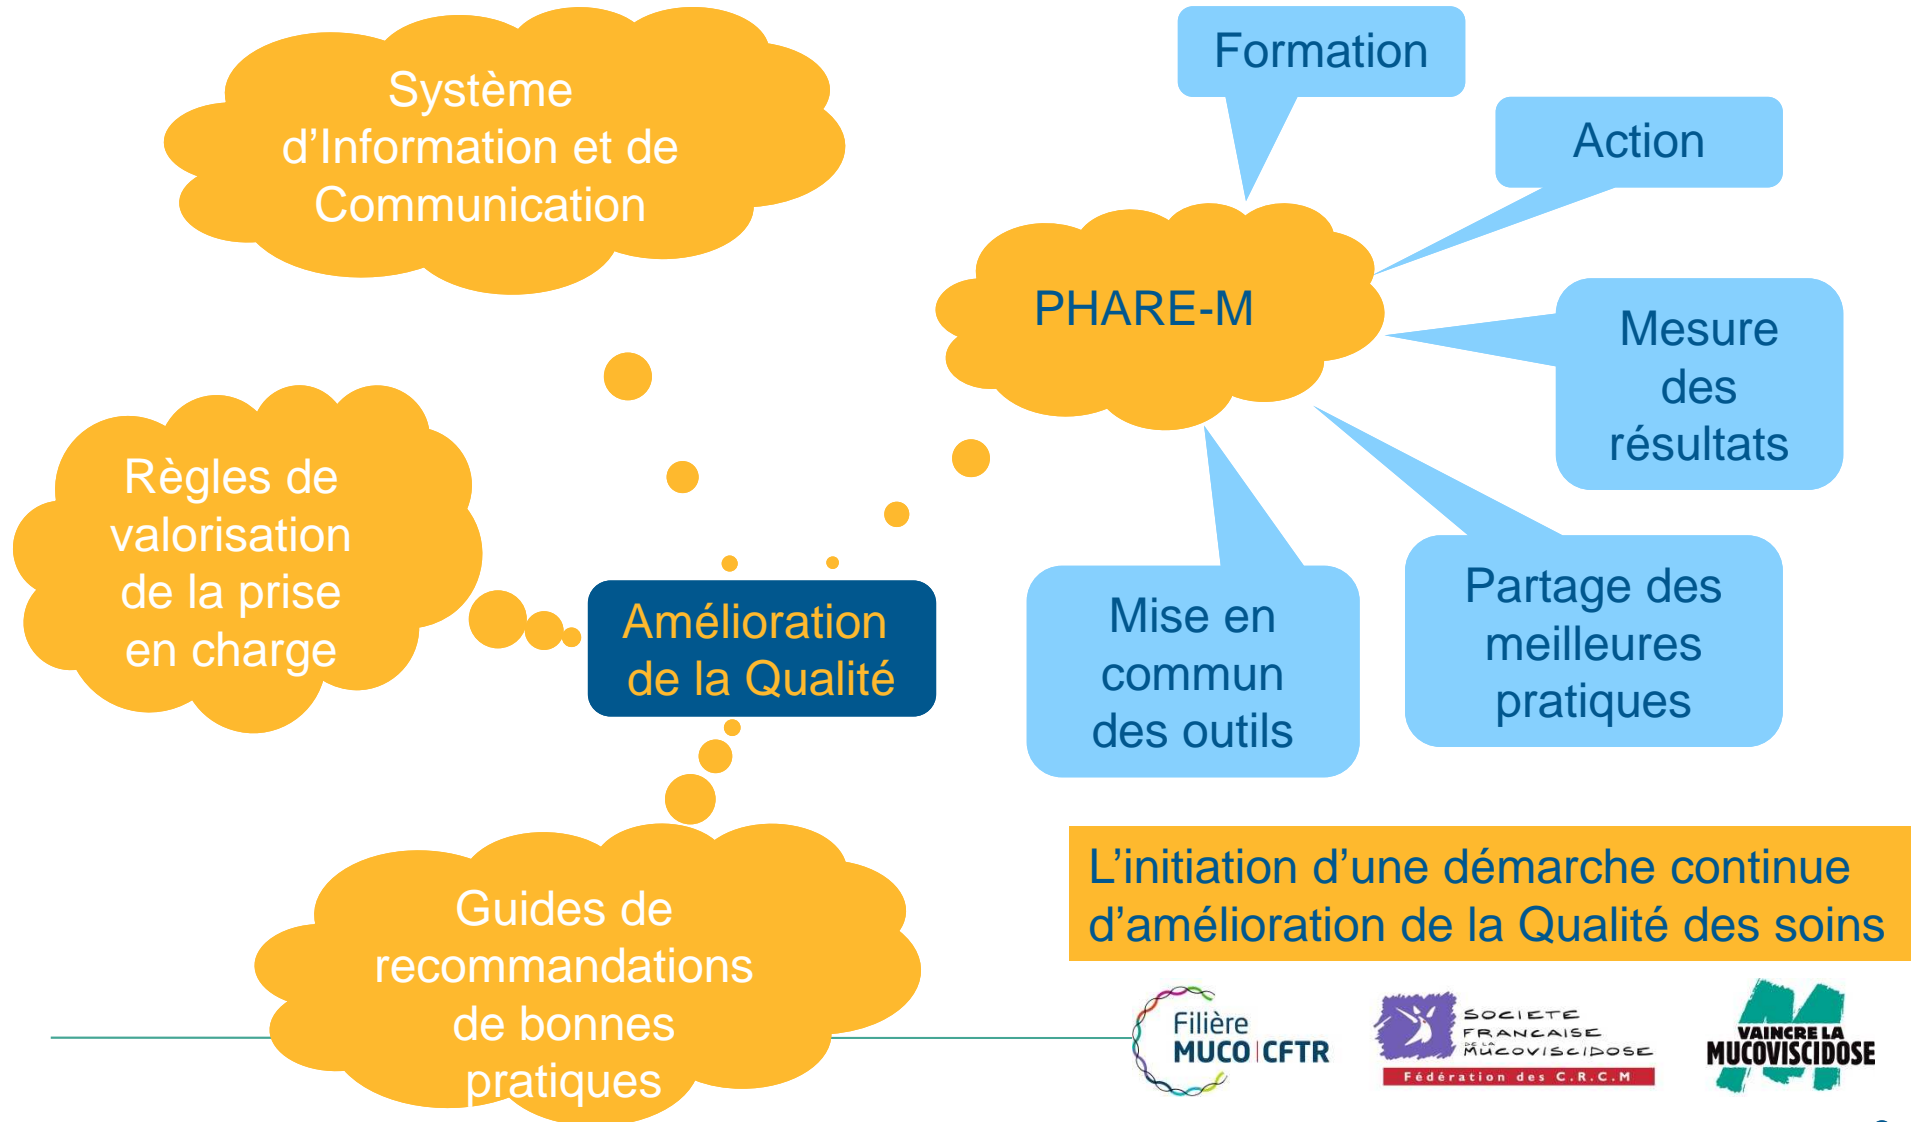 Système
d’Information et de
Communication
Formation
Action
PHARE-M
Mesure
des
résultats
Règles de
valorisation
de la prise
en charge
Amélioration
de la Qualité
Mise en
commun
des outils
Partage des
meilleures
pratiques
Guides de
recommandations
de bonnes
pratiques
L’initiation d’une démarche continue
d’amélioration de la Qualité des soins
Filière
MUCO CFTR
SOCIETE
FRANCAISE
DE LA
MUCOVISCIDOSE
Fédération des C.R.C.M
VAINCRE LA
MUCOVISCIDOSE